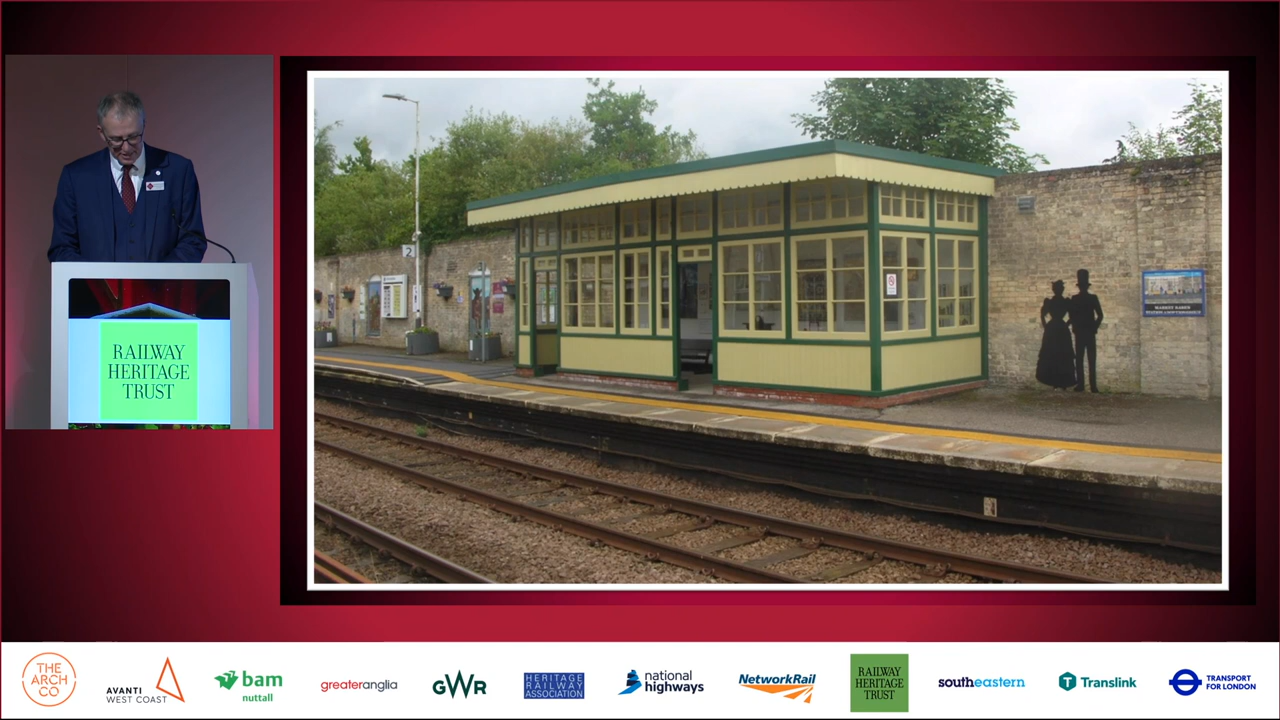 RAILWAY
HERITAGE
TRUST
2
THE
ARCH
CO
AVANTI
WEST COAST
bam
nuttall
greateranglia
GWR
HERITAGE
RAILWAY
ASSOCIATION
national
highways
NetworkRail
RAILWAY
HERITAGE
TRUST
southeastern
Translink
TRANSPORT
FOR LONDON